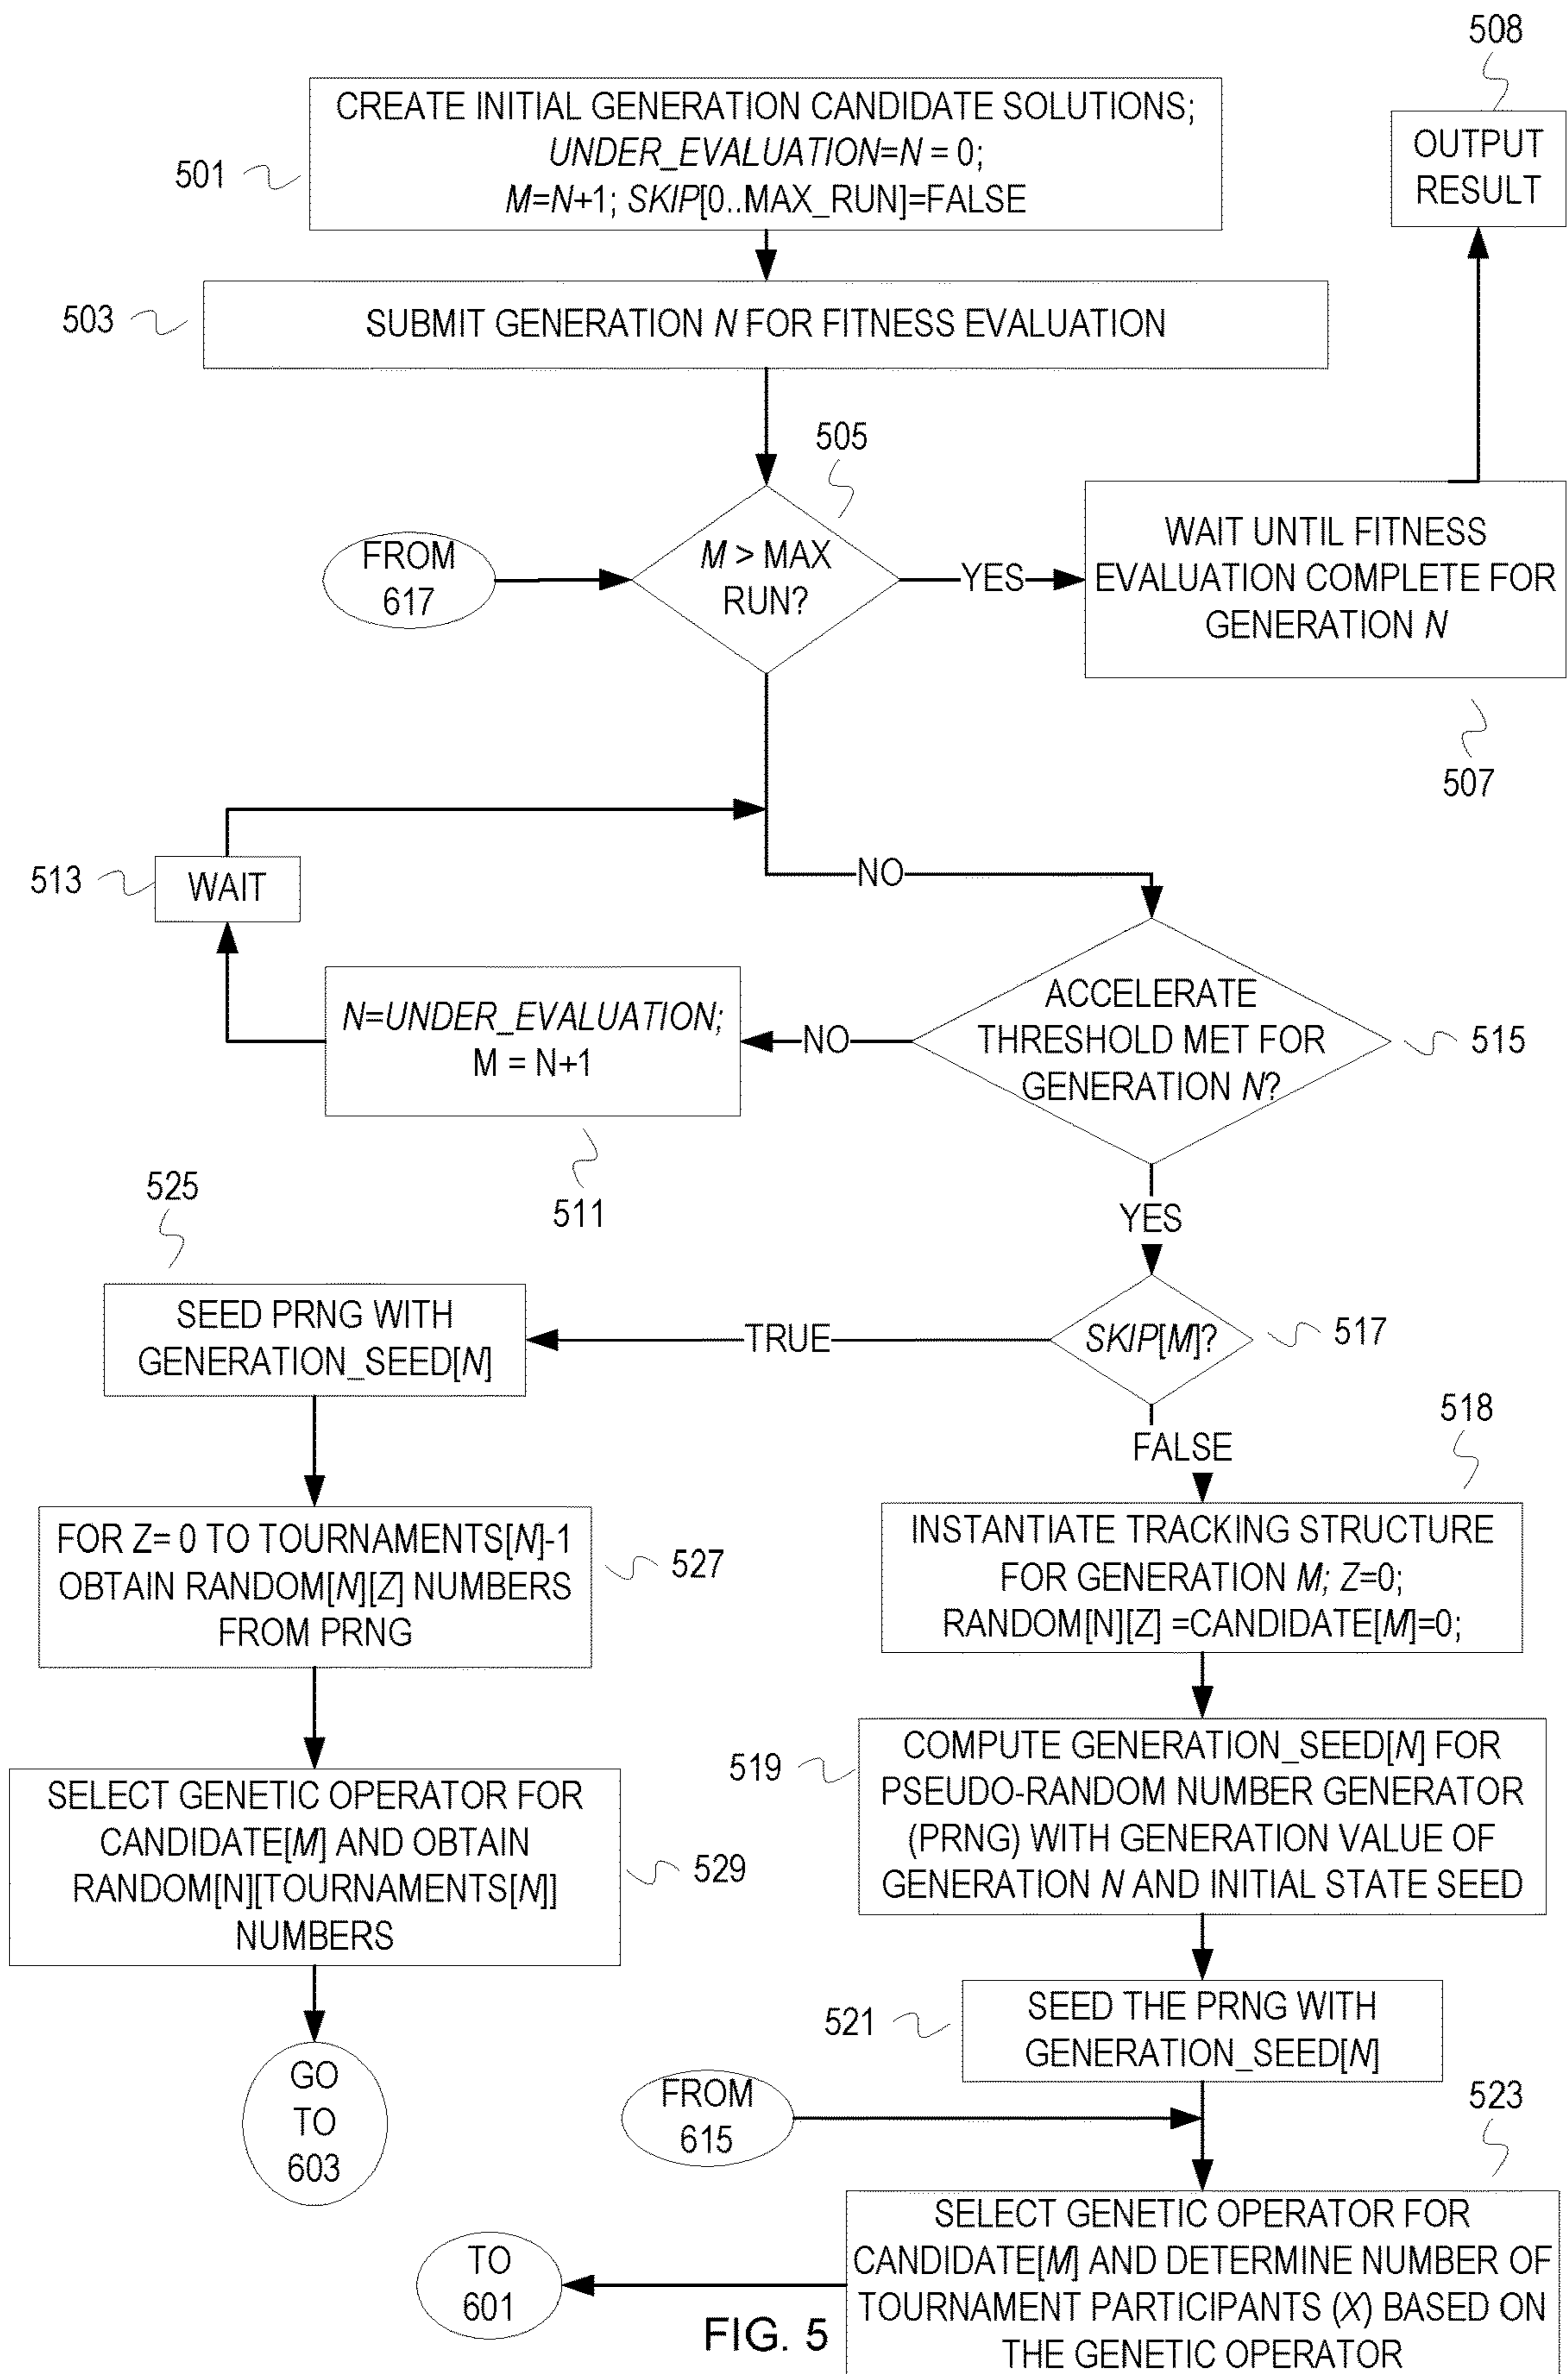 508
CREATE INITIAL GENERATION CANDIDATE SOLUTIONS;
UNDER_EVALUATION=N = 0;
M=N+1; SKIP[0..MAX_RUN]=FALSE
501
OUTPUT
RESULT
503
SUBMIT GENERATION N FOR FITNESS EVALUATION
505
FROM
617
M > MAX
RUN?
YES
WAIT UNTIL FITNESS
EVALUATION COMPLETE FOR
GENERATION N
507
513
WAIT
NO
N=UNDER_EVALUATION;
M = N+1
511
NO
ACCELERATE
THRESHOLD MET FOR
GENERATION N?
515
YES
525
SEED PRNG WITH
GENERATION_SEED[N]
TRUE
SKIP[M]?
517
FALSE
518
FOR Z= 0 TO TOURNAMENTS[N]-1
OBTAIN RANDOM[N][Z] NUMBERS
FROM PRNG
527
INSTANTIATE TRACKING STRUCTURE
FOR GENERATION M; Z=0;
RANDOM[N][Z] =CANDIDATE[M]=0;
SELECT GENETIC OPERATOR FOR
CANDIDATE[M] AND OBTAIN
RANDOM[N][TOURNAMENTS[N]]
NUMBERS
529
519
COMPUTE GENERATION_SEED[N] FOR
PSEUDO-RANDOM NUMBER GENERATOR
(PRNG) WITH GENERATION VALUE OF
GENERATION N AND INITIAL STATE SEED
521
SEED THE PRNG WITH
GENERATION_SEED[N]
GO
TO
603
FROM
615
523
SELECT GENETIC OPERATOR FOR
CANDIDATE[M] AND DETERMINE NUMBER OF
TOURNAMENT PARTICIPANTS (X) BASED ON
THE GENETIC OPERATOR
TO
601
FIG. 5